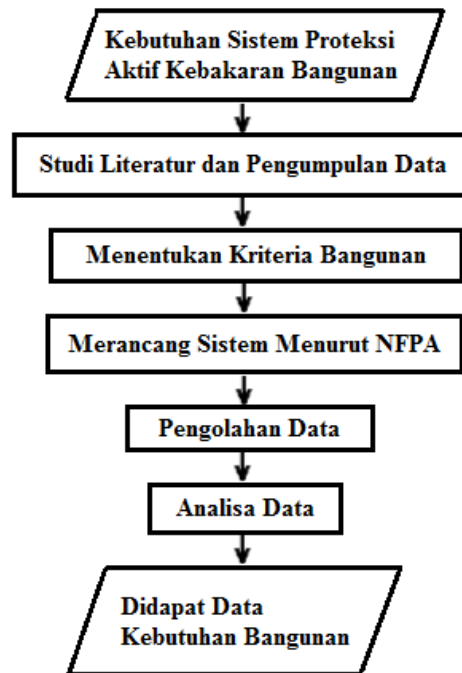 Kebutuhan Sistem Proteksi
Aktif Kebakaran Bangunan
Studi Literatur dan Pengumpulan Data
Menentukan Kriteria Bangunan
Merancang Sistem Menurut NFPA
Pengolahan Data
Analisa Data
Didapat Data
Kebutuhan Bangunan